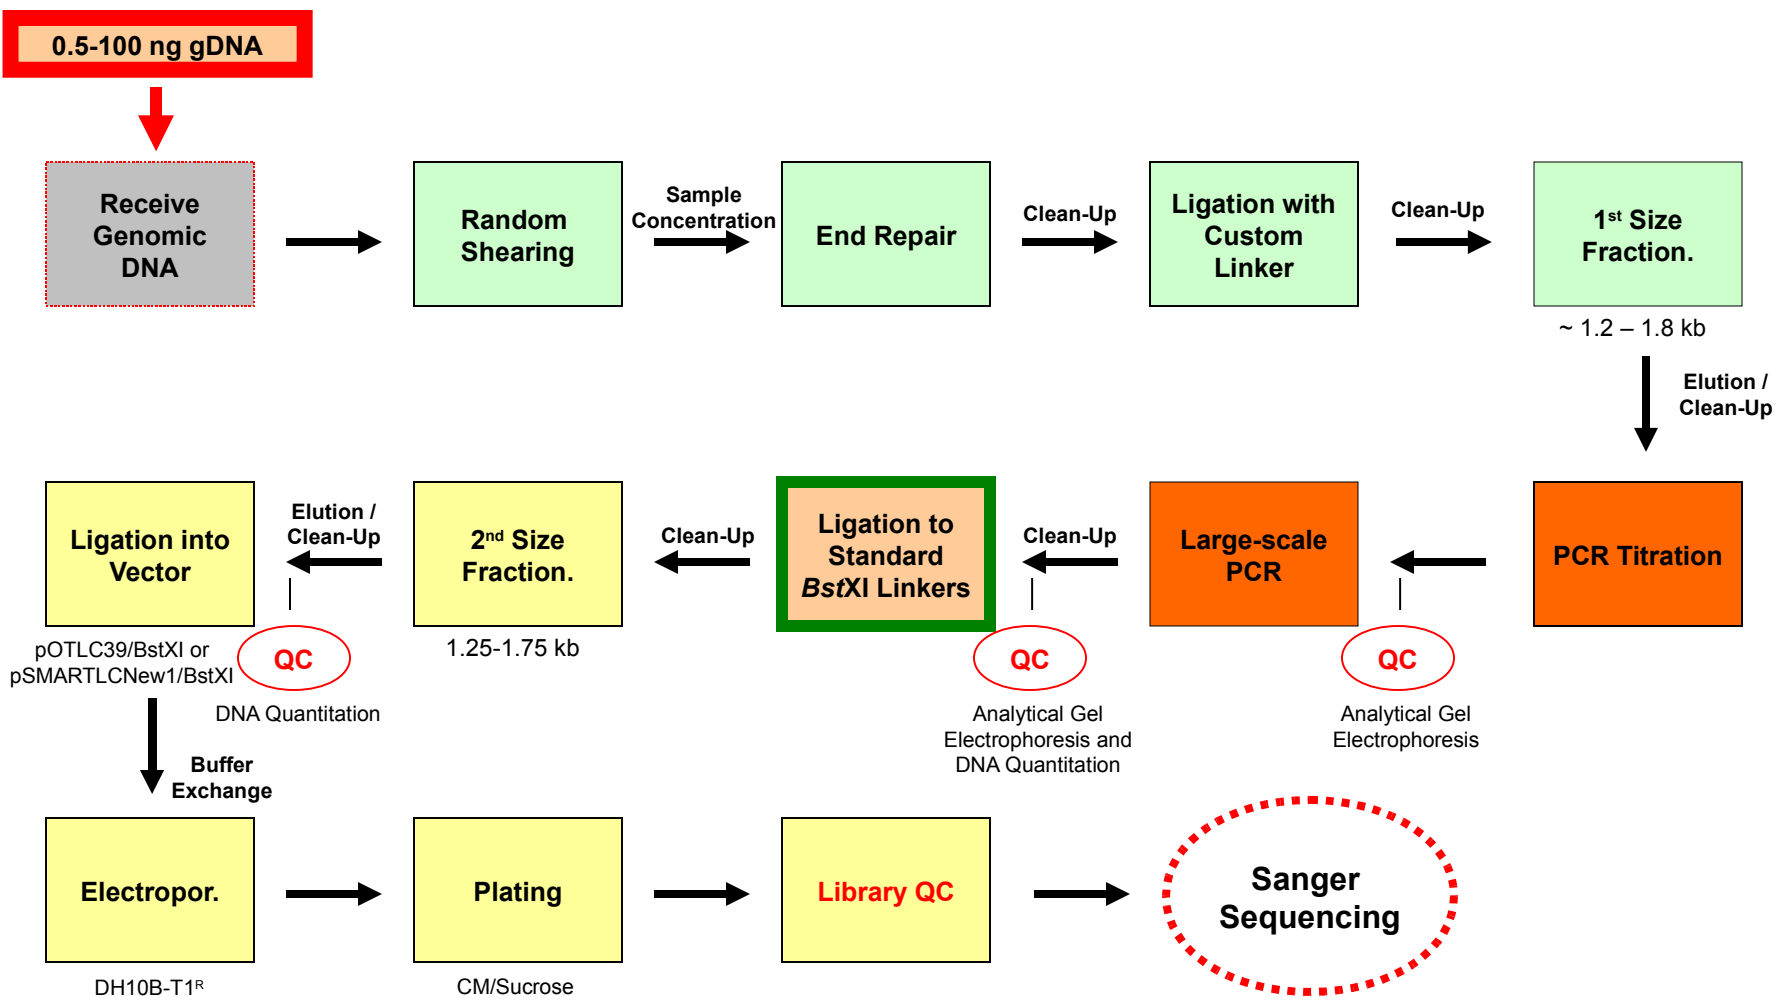 0.5-100 ng gDNA
Receive
Genomic
DNA
Random
Shearing
Sample
Concentration
End Repair
Clean-Up
Ligation with
Custom
Linker
Clean-Up
1st Size
Fraction.
~ 1.2 – 1.8 kb
Elution /
Clean-Up
PCR Titration
QC
Analytical Gel
Electrophoresis
Large-scale
PCR
Clean-Up
QC
Analytical Gel
Electrophoresis and
DNA Quantitation
Ligation to
Standard
BstXI Linkers
Clean-Up
2nd Size
Fraction.
1.25-1.75 kb
Elution /
Clean-Up
QC
DNA Quantitation
Ligation into
Vector
pOTLC39/BstXI or
pSMARTLCNew1/BstXI
Buffer
Exchange
Electropor.
DH10B-T1R
Plating
CM/Sucrose
Library QC
Sanger
Sequencing